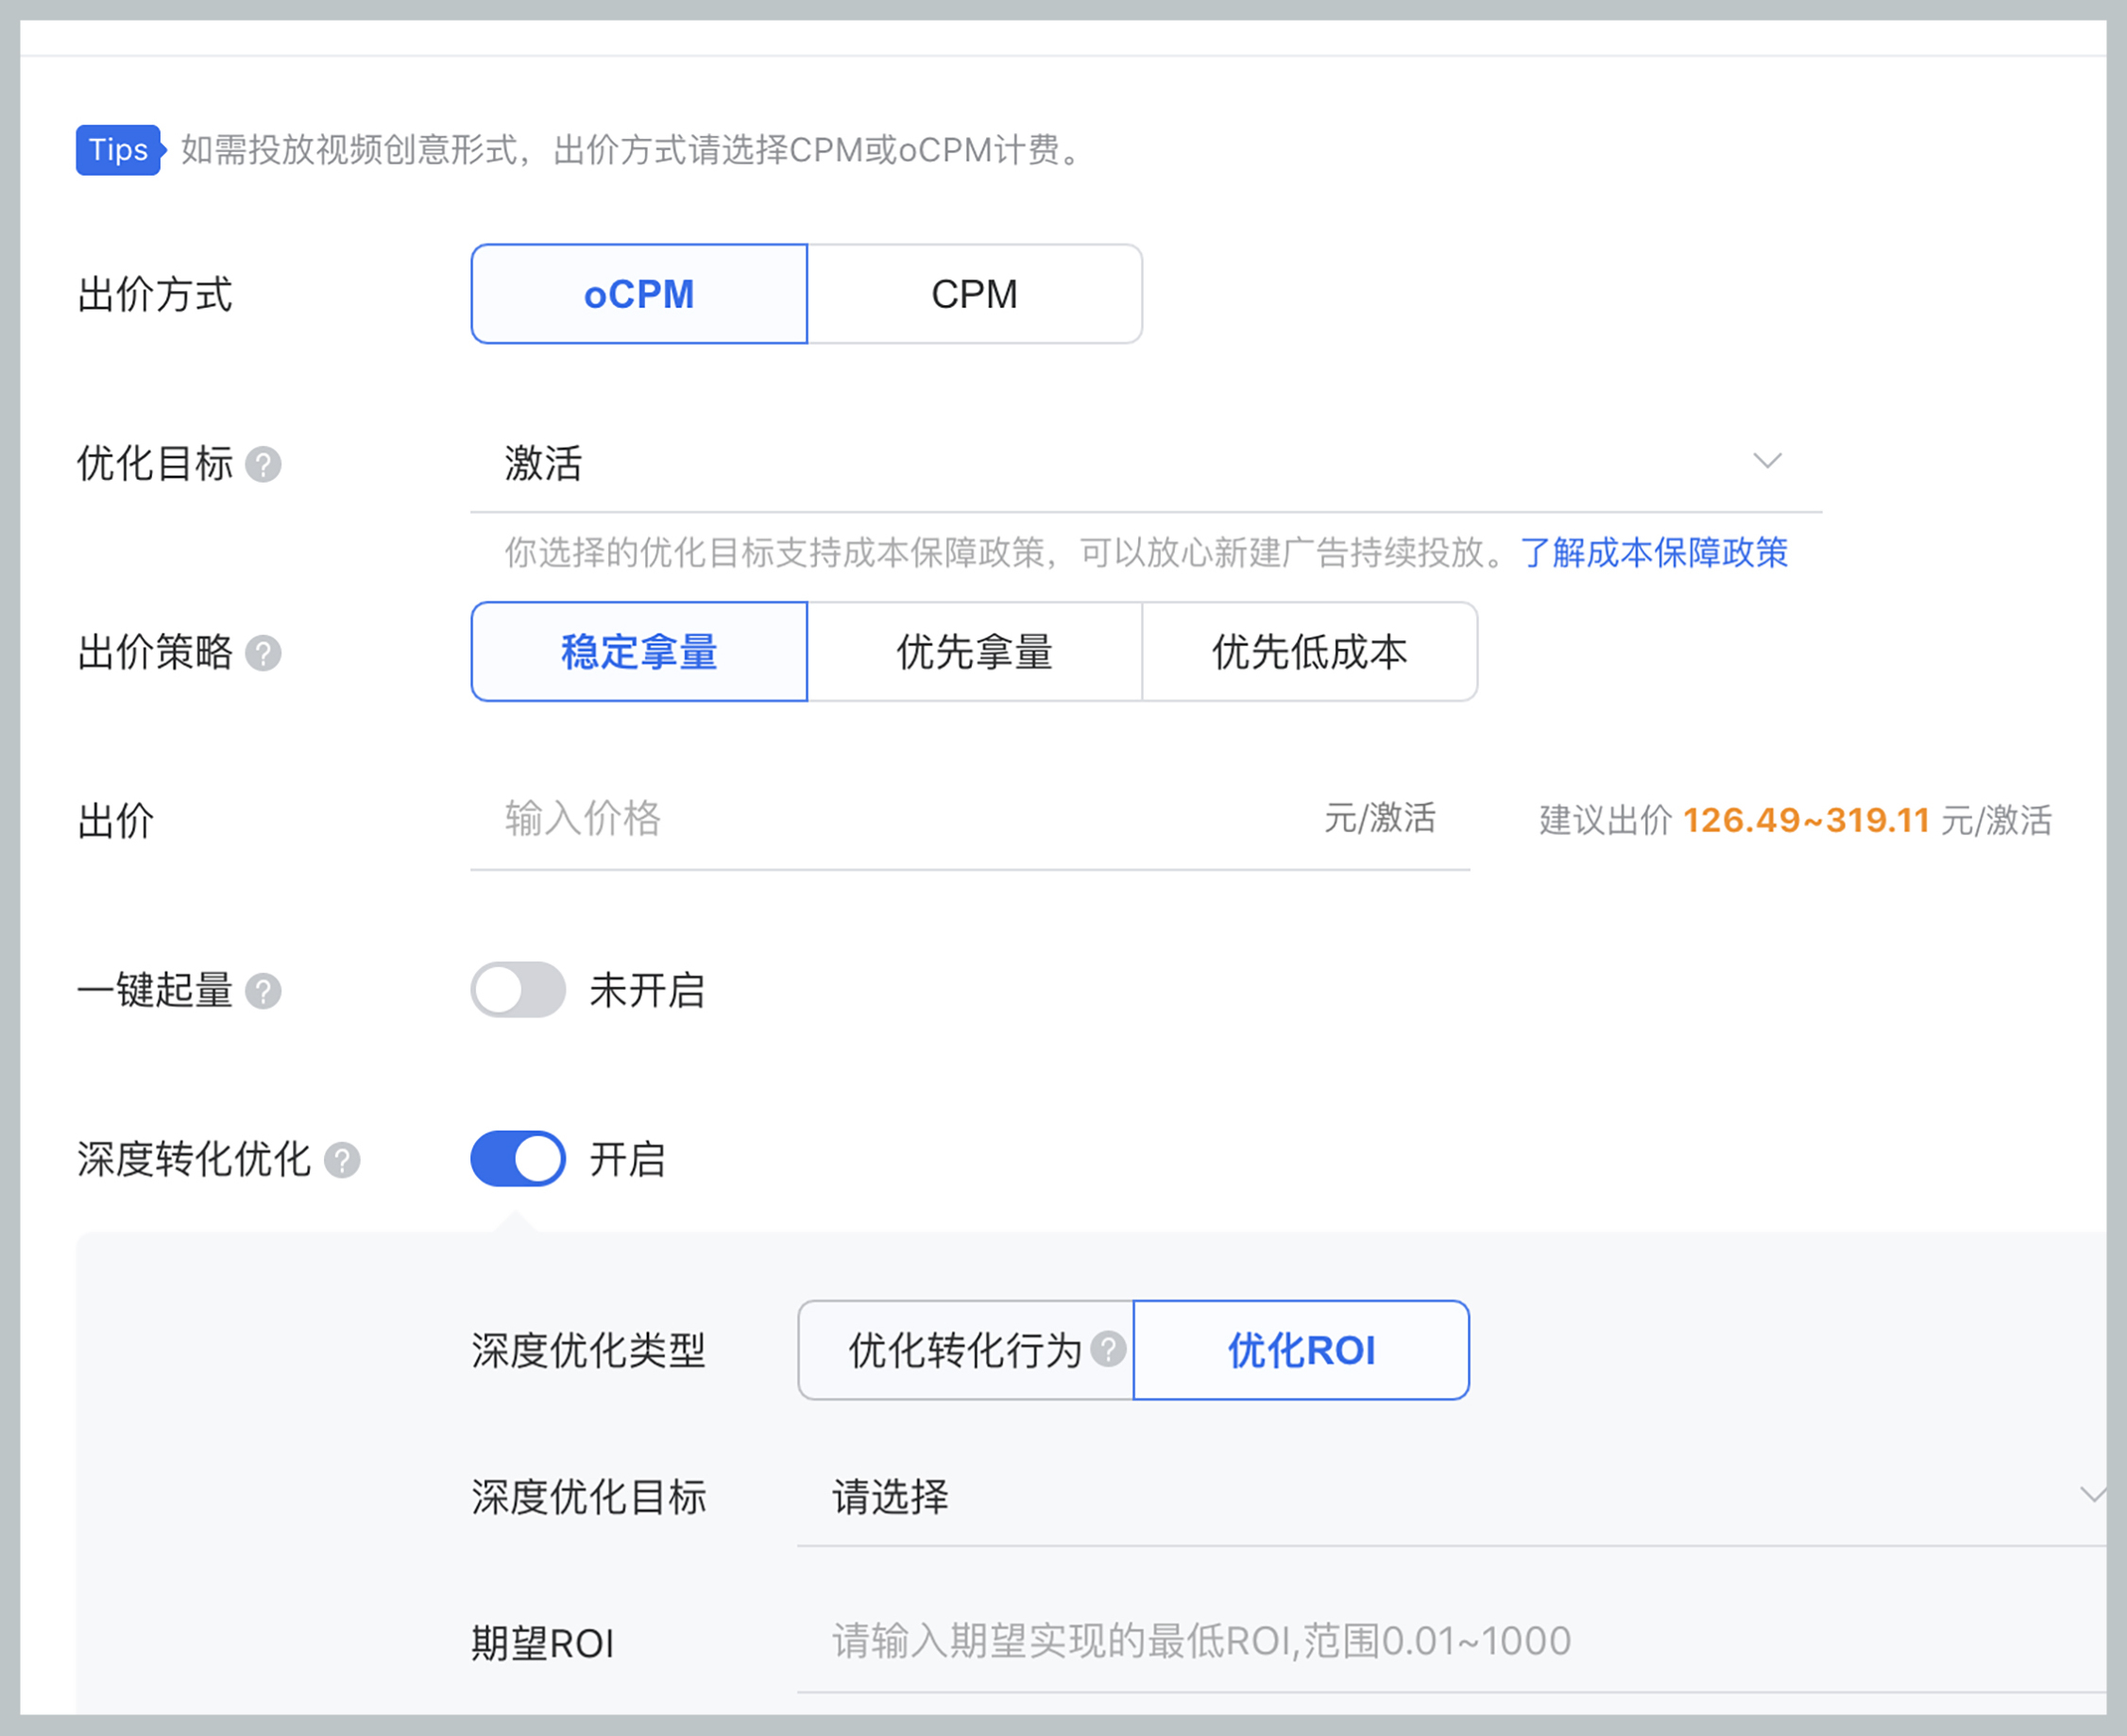 Tips 如需投放视频创意形式，出价方式请选择CPM或oCPM计费。
出价方式 oCPM CPM
优化目标 ? 激活
你选择的优化目标支持成本保障政策，可以放心新建广告持续投放。了解成本保障政策
出价策略 ? 稳定拿量 优先拿量 优先低成本
出价 输入价格 元/激活 建议出价 126.49~319.11 元/激活
一键起量 ? 未开启
深度转化优化 ? 开启
深度优化类型 优化转化行为 ? 优化ROI
深度优化目标 请选择
期望ROI 请输入期望实现的最低ROI,范围0.01~1000